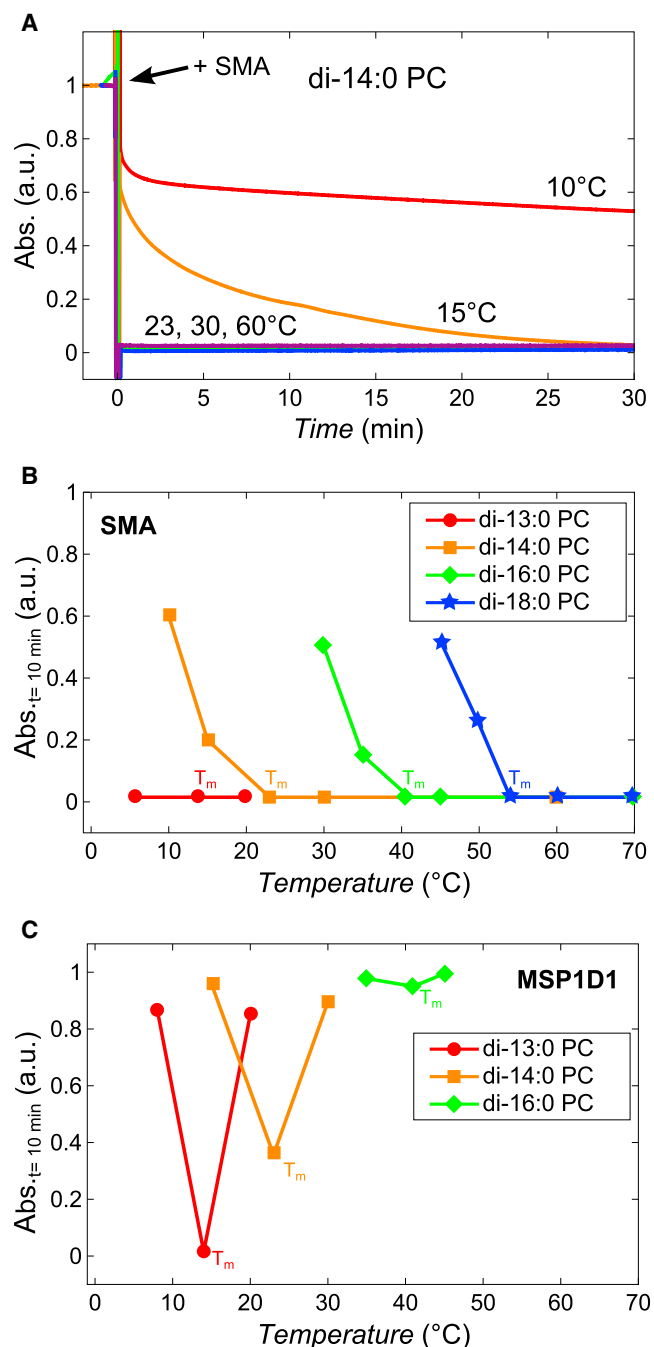 A
+ SMA
di-14:0 PC
1
0.8
0.6
0.4
0.2
0
10°C
15°C
23, 30, 60°C
Abs. (a.u.)
0 5 10 15 20 25 30
Time (min)
B
SMA
di-13:0 PC
di-14:0 PC
di-16:0 PC
di-18:0 PC
1
0.8
0.6
0.4
0.2
0
Tm Tm Tm Tm
Abs.t= 10 min (a.u.)
0 10 20 30 40 50 60 70
Temperature (°C)
C
MSP1D1
1
0.8
0.6
0.4
0.2
0
Tm
di-13:0 PC
di-14:0 PC
di-16:0 PC
Tm
Tm
Abs.t= 10 min (a.u.)
0 10 20 30 40 50 60 70
Temperature (°C)